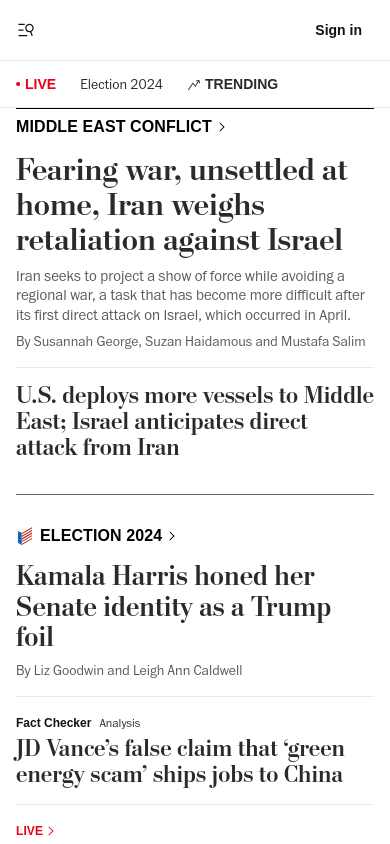 Sign in
LIVE
Election 2024
TRENDING
MIDDLE EAST CONFLICT
Fearing war, unsettled at
home, Iran weighs
retaliation against Israel
Iran seeks to project a show of force while avoiding a
regional war, a task that has become more difficult after
its first direct attack on Israel, which occurred in April.
By Susannah George, Suzan Haidamous and Mustafa Salim
U.S. deploys more vessels to Middle
East; Israel anticipates direct
attack from Iran
ELECTION 2024
Kamala Harris honed her
Senate identity as a Trump
foil
By Liz Goodwin and Leigh Ann Caldwell
Fact Checker Analysis
JD Vance’s false claim that ‘green
energy scam’ ships jobs to China
LIVE